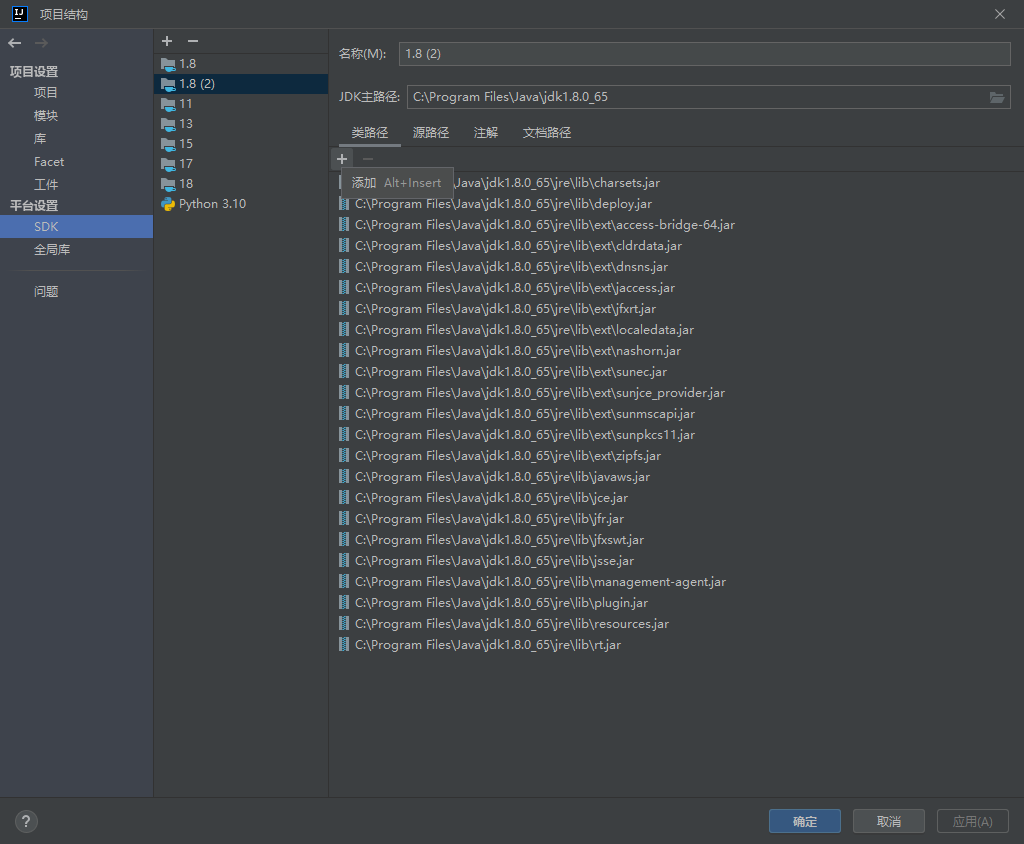 项目结构
项目设置
项目
模块
库
Facet
工件
平台设置
SDK
全局库
问题
1.8
1.8 (2)
11
13
15
17
18
Python 3.10
名称(M): 1.8 (2)
JDK主路径: C:\Program Files\Java\jdk1.8.0_65
类路径 源路径 注解 文档路径
添加 Alt+Insert
\Java\jdk1.8.0_65\jre\lib\charsets.jar
C:\Program Files\Java\jdk1.8.0_65\jre\lib\deploy.jar
C:\Program Files\Java\jdk1.8.0_65\jre\lib\ext\access-bridge-64.jar
C:\Program Files\Java\jdk1.8.0_65\jre\lib\ext\cldrdata.jar
C:\Program Files\Java\jdk1.8.0_65\jre\lib\ext\dnsns.jar
C:\Program Files\Java\jdk1.8.0_65\jre\lib\ext\jaccess.jar
C:\Program Files\Java\jdk1.8.0_65\jre\lib\ext\jfxrt.jar
C:\Program Files\Java\jdk1.8.0_65\jre\lib\ext\localedata.jar
C:\Program Files\Java\jdk1.8.0_65\jre\lib\ext\nashorn.jar
C:\Program Files\Java\jdk1.8.0_65\jre\lib\ext\sunec.jar
C:\Program Files\Java\jdk1.8.0_65\jre\lib\ext\sunjce_provider.jar
C:\Program Files\Java\jdk1.8.0_65\jre\lib\ext\sunmscapi.jar
C:\Program Files\Java\jdk1.8.0_65\jre\lib\ext\sunpkcs11.jar
C:\Program Files\Java\jdk1.8.0_65\jre\lib\ext\zipfs.jar
C:\Program Files\Java\jdk1.8.0_65\jre\lib\javaws.jar
C:\Program Files\Java\jdk1.8.0_65\jre\lib\jce.jar
C:\Program Files\Java\jdk1.8.0_65\jre\lib\jfr.jar
C:\Program Files\Java\jdk1.8.0_65\jre\lib\jfxswt.jar
C:\Program Files\Java\jdk1.8.0_65\jre\lib\jsse.jar
C:\Program Files\Java\jdk1.8.0_65\jre\lib\management-agent.jar
C:\Program Files\Java\jdk1.8.0_65\jre\lib\plugin.jar
C:\Program Files\Java\jdk1.8.0_65\jre\lib\resources.jar
C:\Program Files\Java\jdk1.8.0_65\jre\lib\rt.jar
? 确定 取消 应用(A)